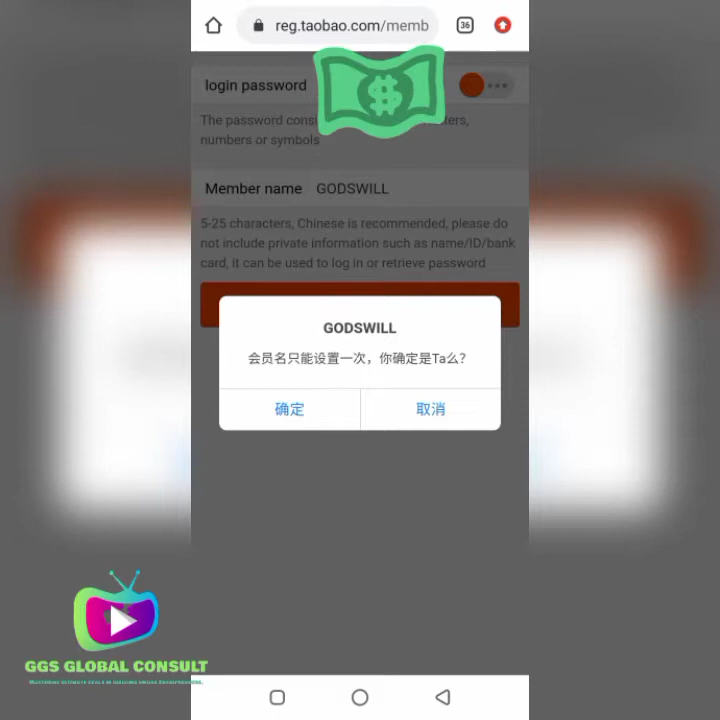 reg.taobao.com/memb
36
login password
The password cons
ters,
numbers or symbols
Member name GODSWILL
5-25 characters, Chinese is recommended, please do
not include private information such as name/ID/bank
card, it can be used to log in or retrieve password
GODSWILL
会员名只能设置一次，你确定是Ta么？
确定 取消
GGS GLOBAL CONSULT